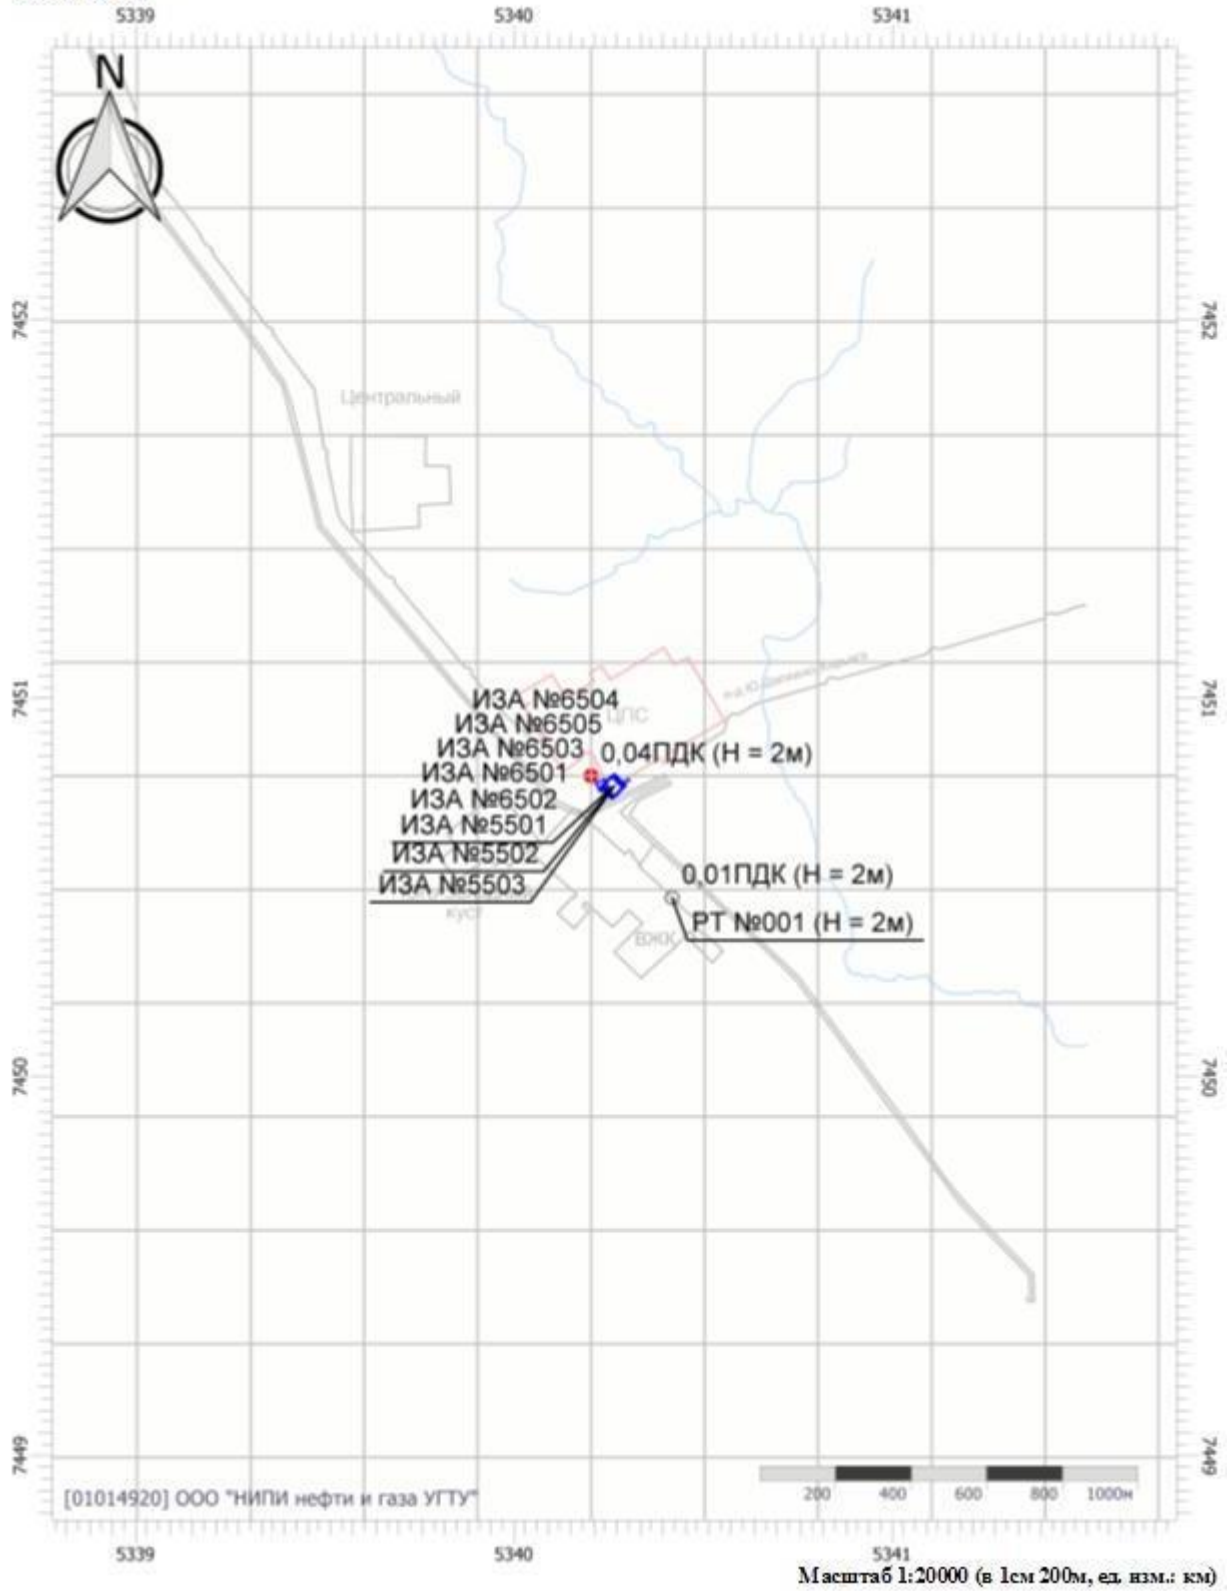 5339 5340 5341
N
7452 7452
Центральный
7451 7451
ИЗА №6504
ЦПС
ИЗА №6505
ИЗА №6503 0,04ПДК (Н = 2м)
ИЗА №6501
ИЗА №6502
ИЗА №5501
ИЗА №5502
ИЗА №5503
0,01ПДК (Н = 2м)
куст
РТ №001 (Н = 2м)
ВЖК
7450 7450
7449 7449
200 400 600 800 1000м
[01014920] ООО "НИПИ нефти и газа УГТУ"
5339 5340 5341
Масштаб 1:20000 (в 1см 200м, ед. изм.: км)